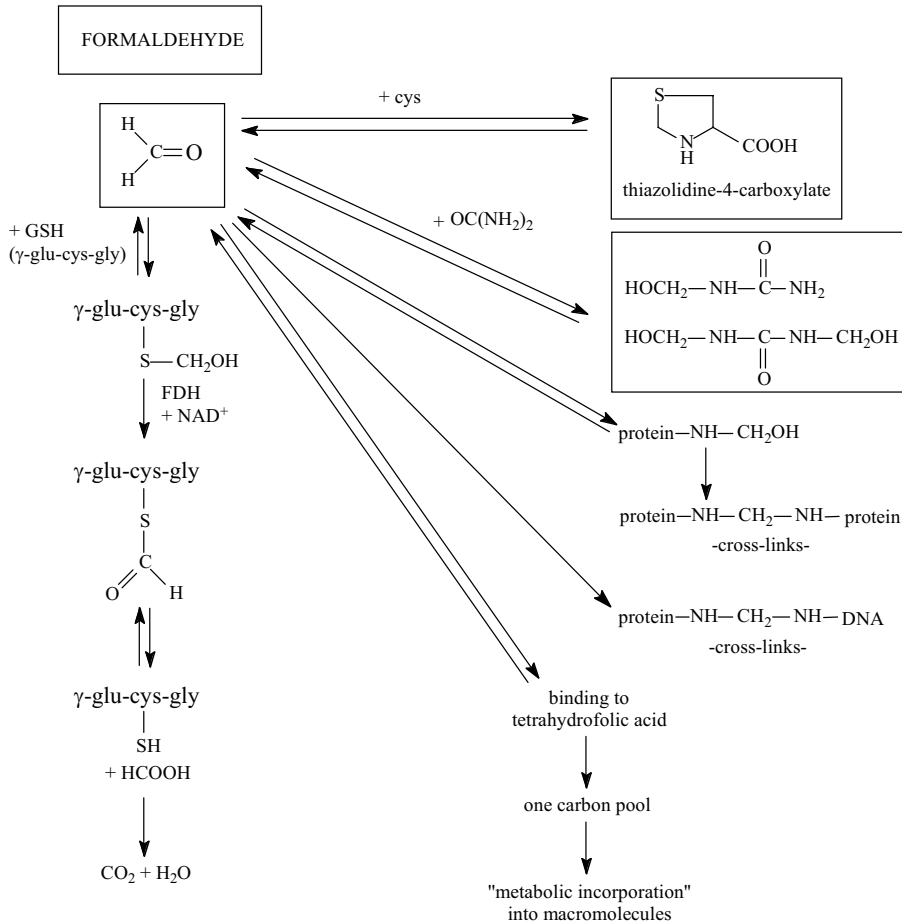 FORMALDEHYDE
H
C=O
H
+ cys
S
N
H
COOH
thiazolidine-4-carboxylate
+ OC(NH₂)₂
O
HOCH₂—NH—C—NH₂
HOCH₂—NH—C—NH—CH₂OH
O
+ GSH
(γ-glu-cys-gly)
γ-glu-cys-gly
S—CH₂OH
FDH
+ NAD⁺
γ-glu-cys-gly
S
C
O
H
γ-glu-cys-gly
SH
+ HCOOH
CO₂ + H₂O
protein—NH—CH₂OH
protein—NH—CH₂—NH—protein
-cross-links-
protein—NH—CH₂—NH—DNA
-cross-links-
binding to
tetrahydrofolic acid
one carbon pool
"metabolic incorporation"
into macromolecules